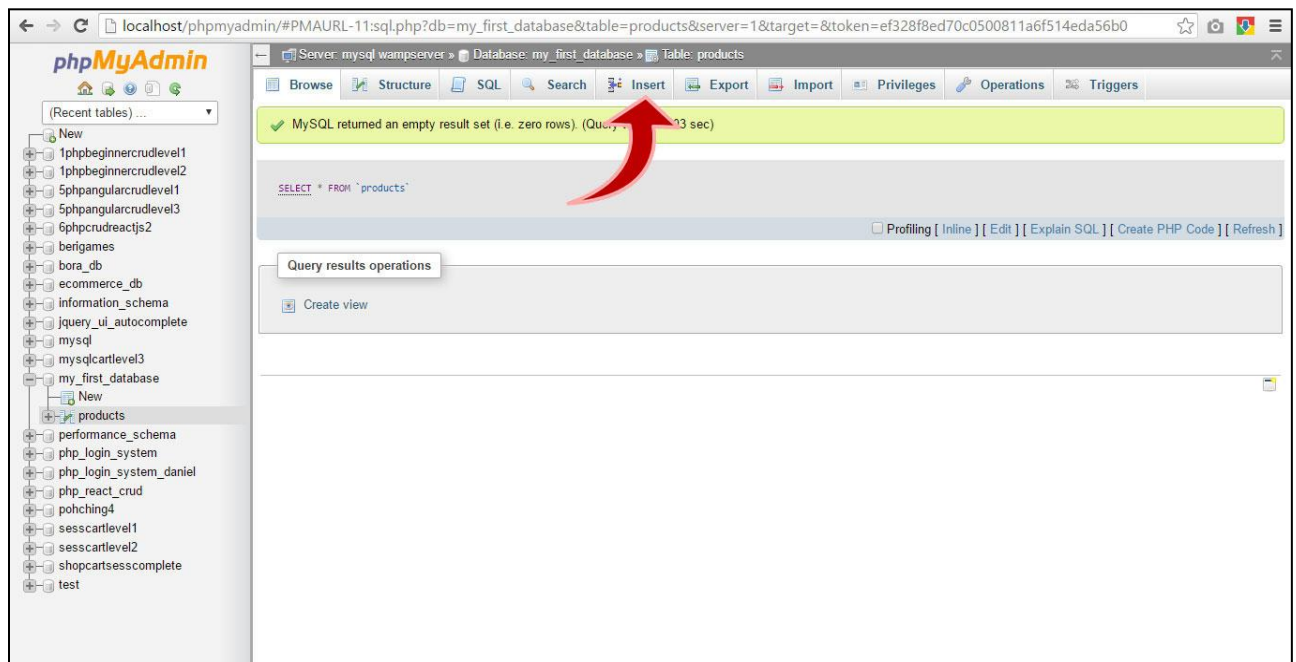 localhost/phpmyadmin/#PMAURL-11:sql.php?db=my_first_database&table=products&server=1&target=&token=ef328f8ed70c0500811a6f514eda56b0
phpMyAdmin
(Recent tables) ...
New
1phpbeginnercrudlevel1
1phpbeginnercrudlevel2
5phpangularcrudlevel1
5phpangularcrudlevel3
6phpcrudreactjs2
berigames
bora_db
ecommerce_db
information_schema
jquery_ui_autocomplete
mysql
mysqlcartlevel3
my_first_database
New
products
performance_schema
php_login_system
php_login_system_daniel
php_react_crud
pohching4
sesscartlevel1
sesscartlevel2
shopcartsesscomplete
test
Server: mysql wampserver » Database: my_first_database » Table: products
Browse Structure SQL Search Insert Export Import Privileges Operations Triggers
MySQL returned an empty result set (i.e. zero rows). sec)
SELECT * FROM `products`
Profiling [ Inline ] [ Edit ] [ Explain SQL ] [ Create PHP Code ] [ Refresh ]
Query results operations
Create view